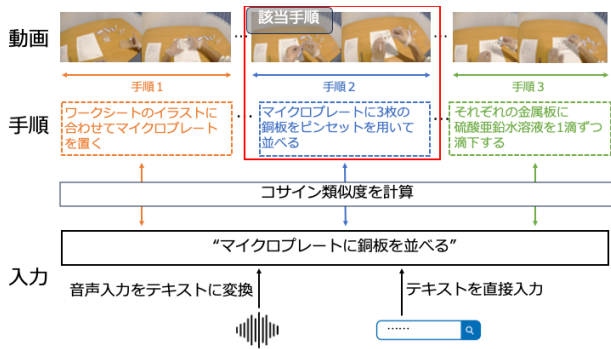 動画
該当手順
… …
手順1
手順2
手順3
手順
ワークシートのイラストに
合わせてマイクロプレート
を置く
…
マイクロプレートに3枚の
銅板をピンセットを用いて
並べる
…
それぞれの金属板に
硫酸亜鉛水溶液を1滴ずつ
滴下する
コサイン類似度を計算
“マイクロプレートに銅板を並べる”
入力
音声入力をテキストに変換
テキストを直接入力
……